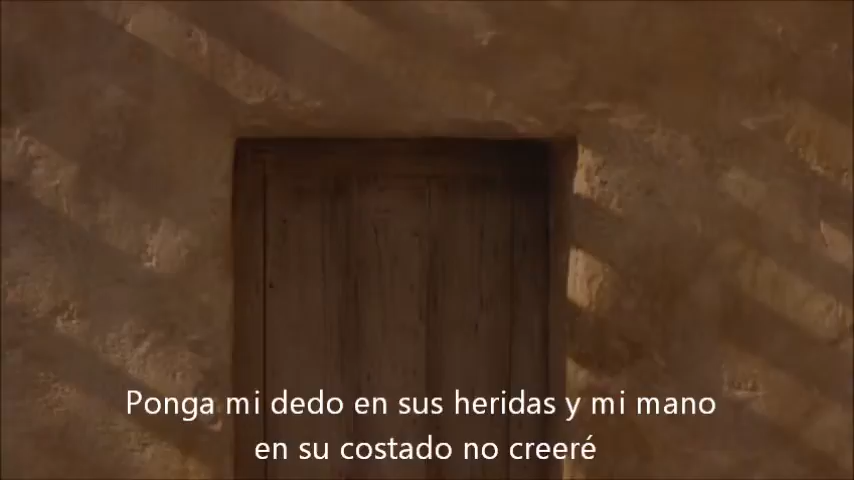 Ponga mi dedo en sus heridas y mi mano
en su costado no creeré